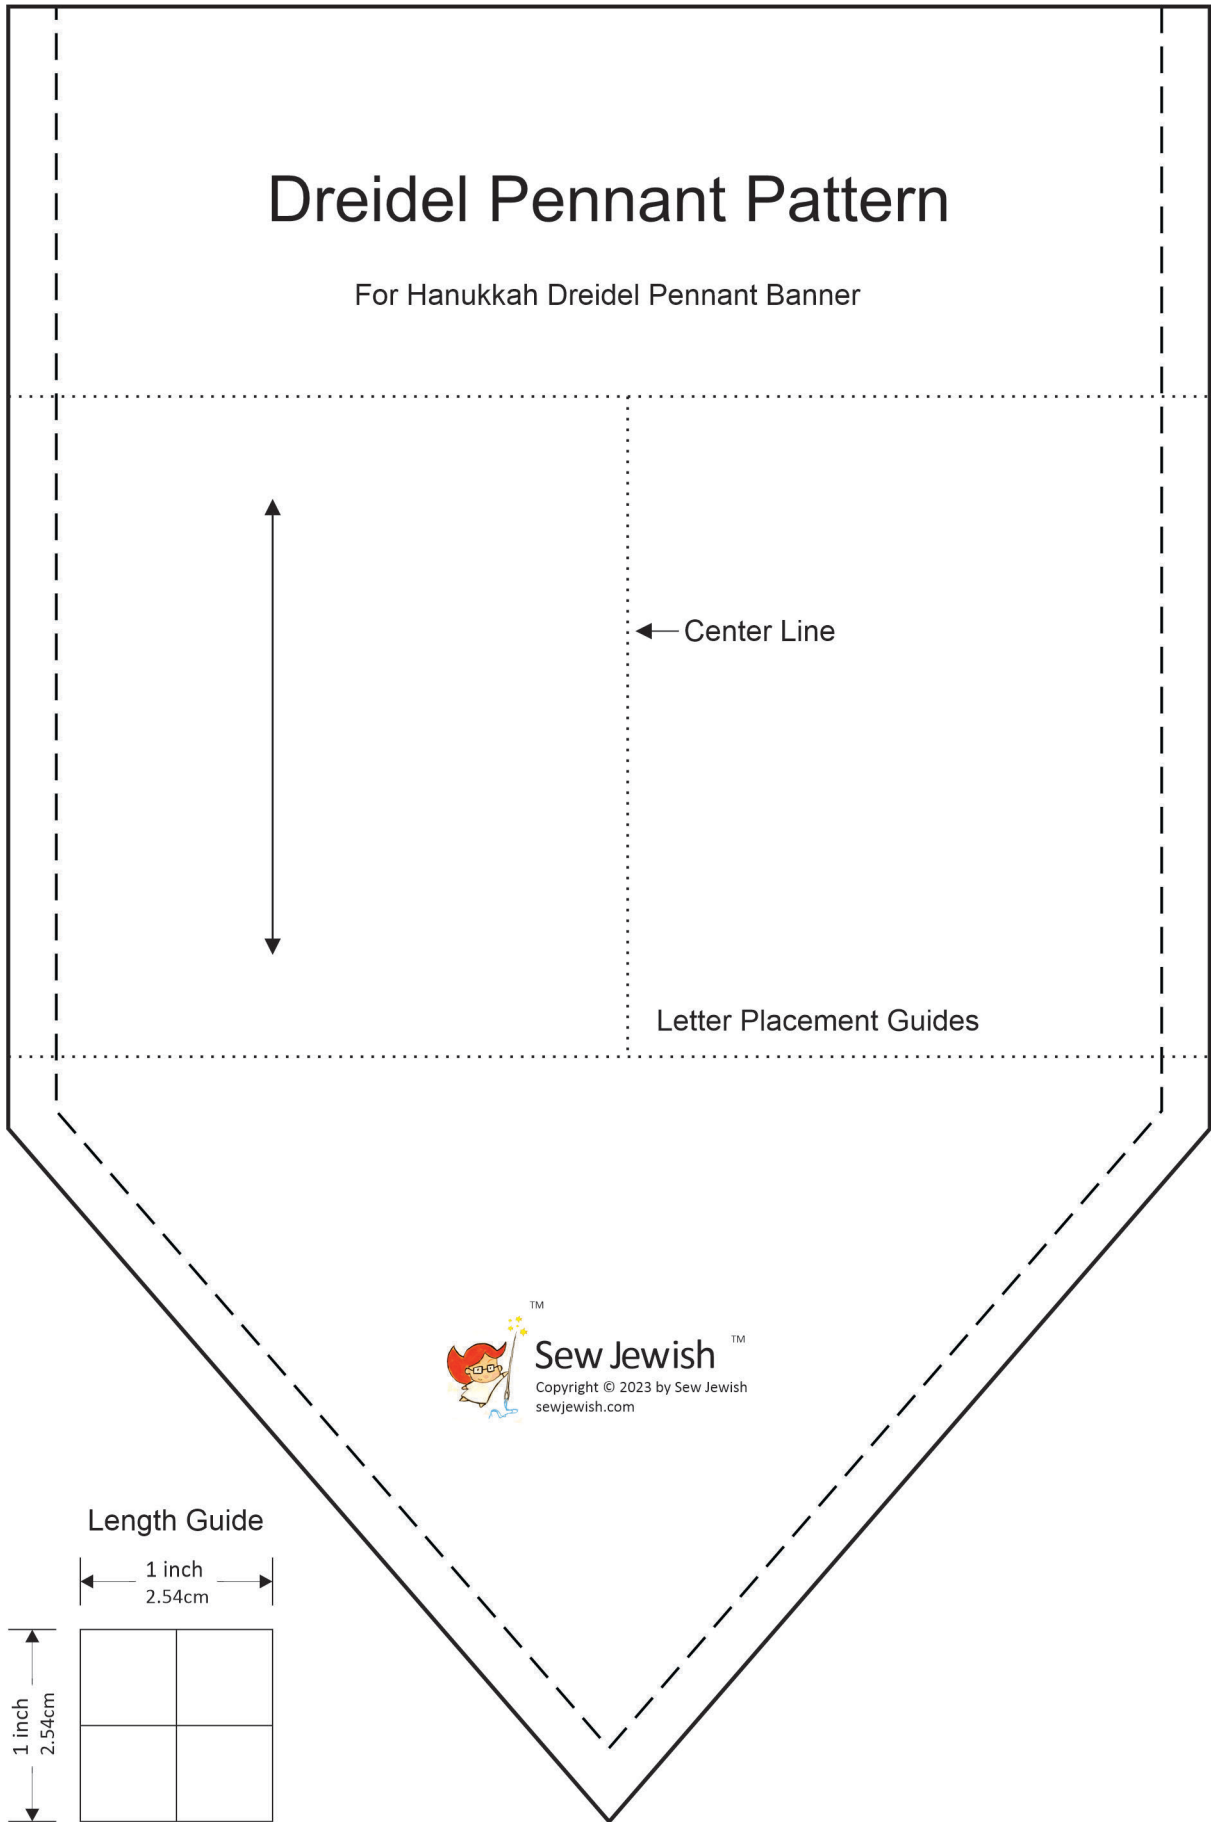 Dreidel Pennant Pattern
For Hanukkah Dreidel Pennant Banner
Center Line
Letter Placement Guides
TM
Sew Jewish TM
Copyright © 2023 by Sew Jewish
sewjewish.com
Length Guide
1 inch
2.54cm
1 inch
2.54cm